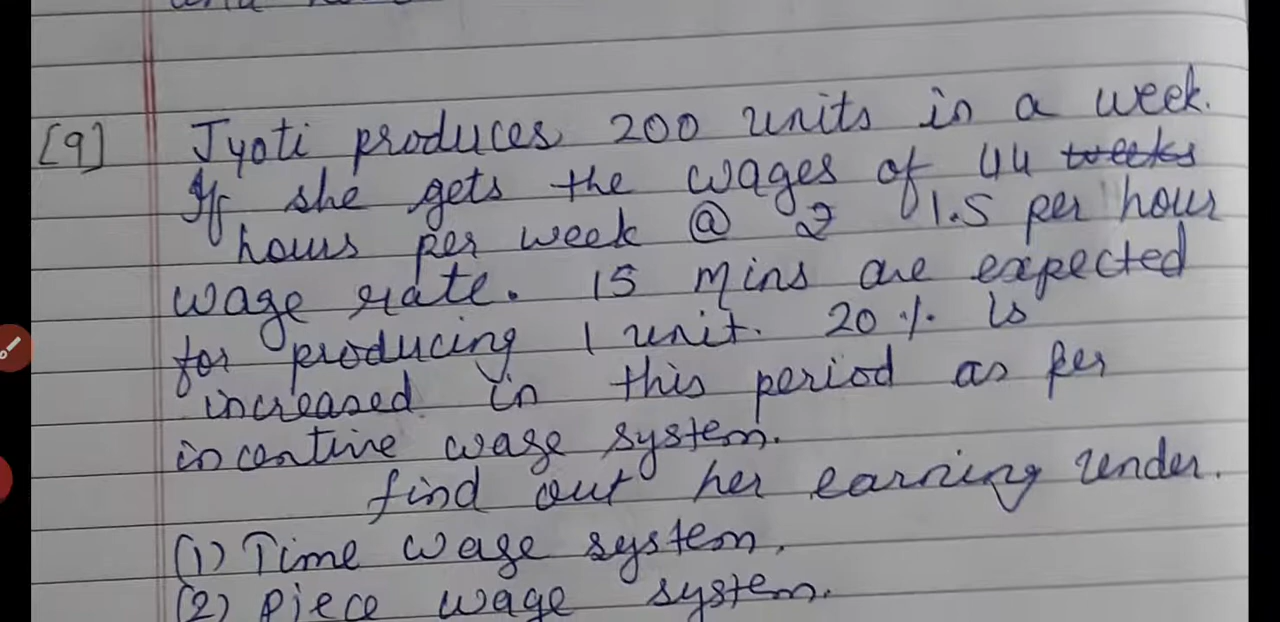 [9] Jyoti produces 200 units in a week.
If she gets the wages of 44 weeks
hours per week @ ₹ 1.5 per hour
wage rate. 15 mins are expected
for producing 1 unit. 20 % is
increased in this period as per
incentive wage system.
find out her earning under.
(1) Time wage system.
(2) Piece wage system.